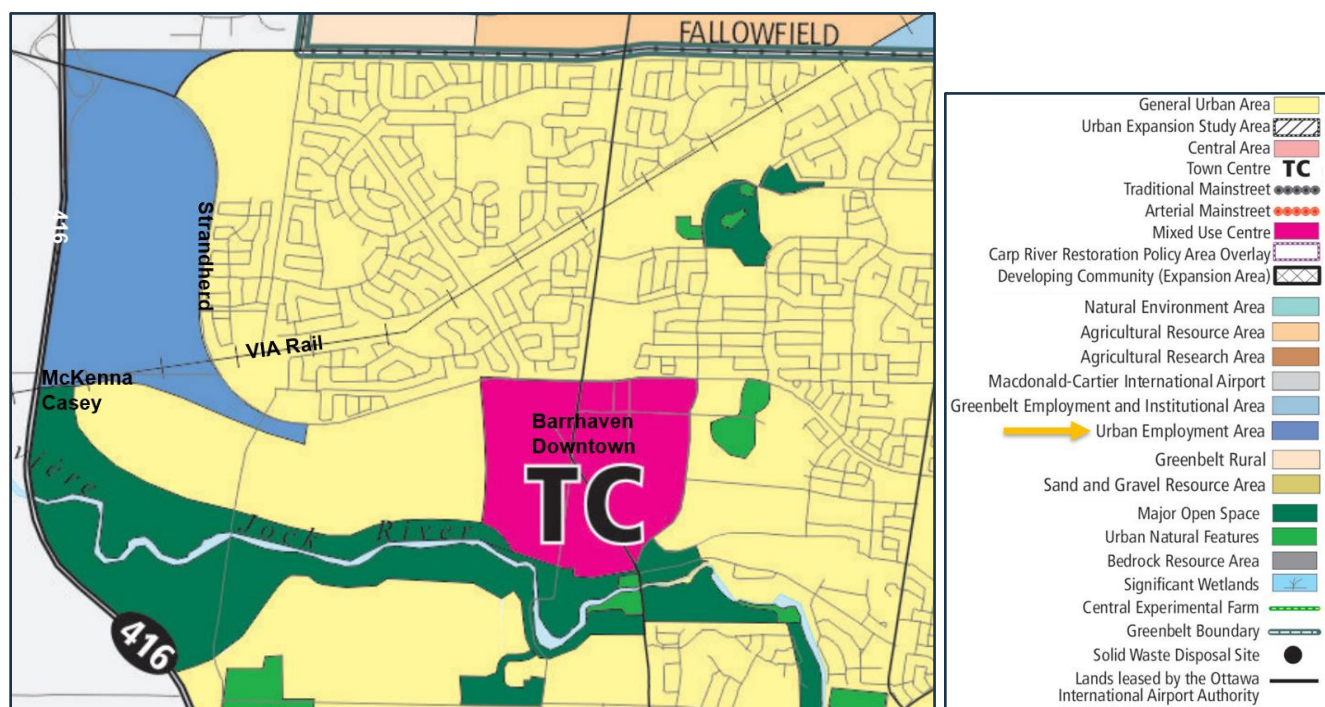 FALLOWFIELD
416
Strandherd
VIA Rail
McKenna
Casey
Barrhaven
Downtown
TC
vière Jock River
416
General Urban Area
Urban Expansion Study Area
Central Area
Town Centre TC
Traditional Mainstreet
Arterial Mainstreet
Mixed Use Centre
Carp River Restoration Policy Area Overlay
Developing Community (Expansion Area)
Natural Environment Area
Agricultural Resource Area
Agricultural Research Area
Macdonald-Cartier International Airport
Greenbelt Employment and Institutional Area
Urban Employment Area
Greenbelt Rural
Sand and Gravel Resource Area
Major Open Space
Urban Natural Features
Bedrock Resource Area
Significant Wetlands
Central Experimental Farm
Greenbelt Boundary
Solid Waste Disposal Site
Lands leased by the Ottawa
International Airport Authority